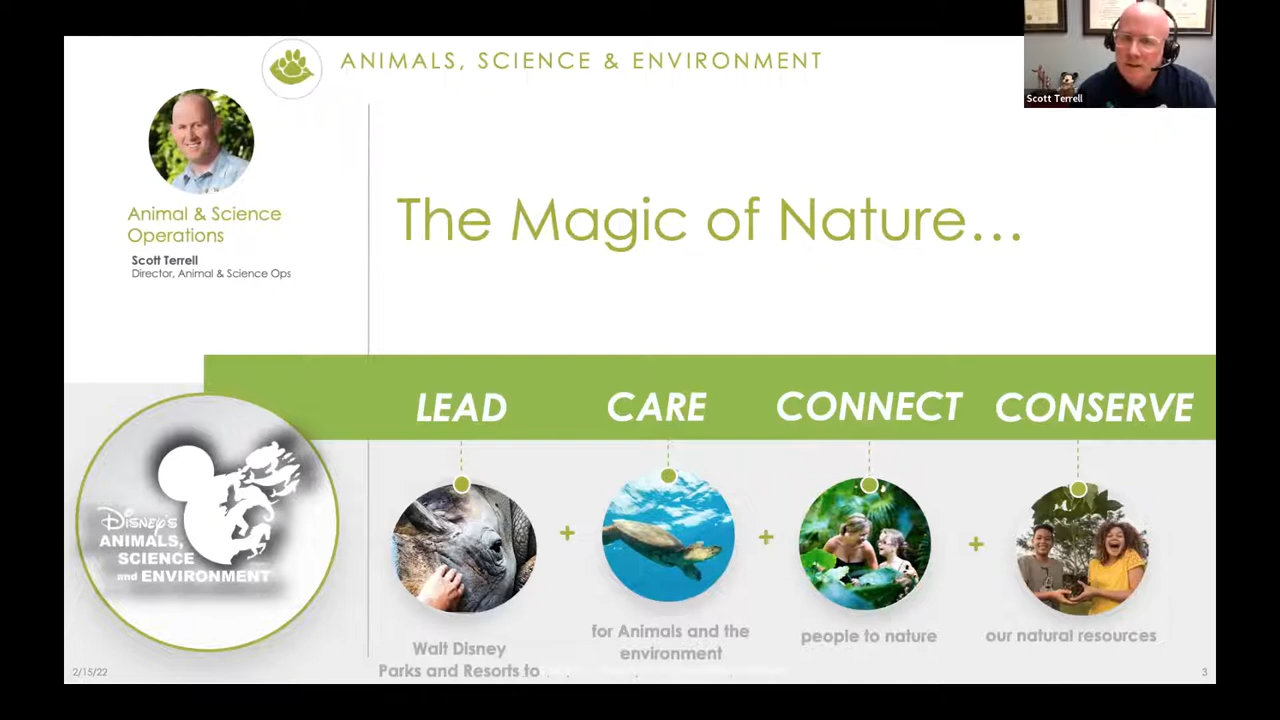 ANIMALS, SCIENCE & ENVIRONMENT
Scott Terrell
Animal & Science
Operations
Scott Terrell
Director, Animal & Science Ops
The Magic of Nature…
LEAD
CARE
CONNECT
CONSERVE
Disney's
ANIMALS,
SCIENCE
and ENVIRONMENT
Walt Disney
Parks and Resorts to
for Animals and the
environment
people to nature
our natural resources
2/15/22
3